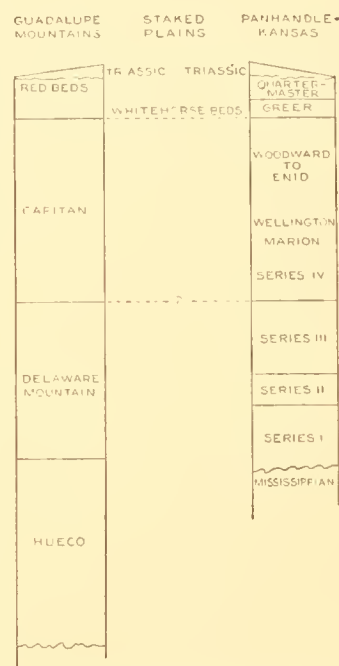 GUADALUPE MOUNTAINS
STAKED PLAINS
PANHANDLE-KANSAS
TRIASSIC TRIASSIC
RED BEDS
QUARTER-
MASTER
GREER
WHITEHORSE BEDS
WOODWARD
TO
ENID
CAPITAN
WELLINGTON
MARION
SERIES IV
?
SERIES III
DELAWARE
MOUNTAIN
SERIES II
SERIES I
MISSISSIPPIAN
HUECO